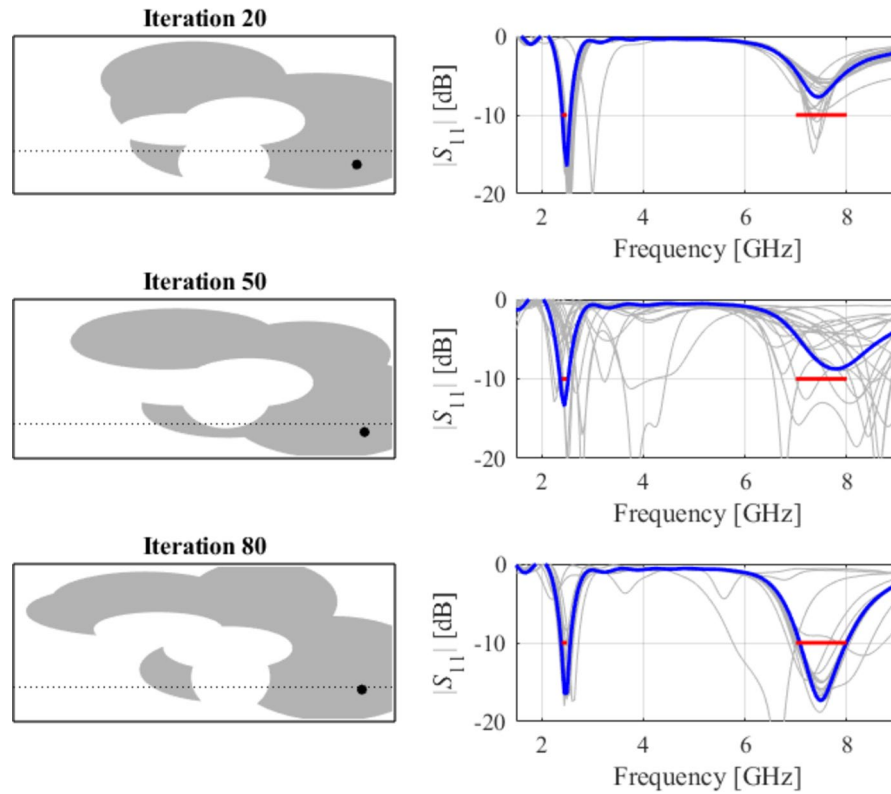 Iteration 20
|S11| [dB]
0
-10
-20
2 4 6 8
Frequency [GHz]
Iteration 50
|S11| [dB]
0
-10
-20
2 4 6 8
Frequency [GHz]
Iteration 80
|S11| [dB]
0
-10
-20
2 4 6 8
Frequency [GHz]